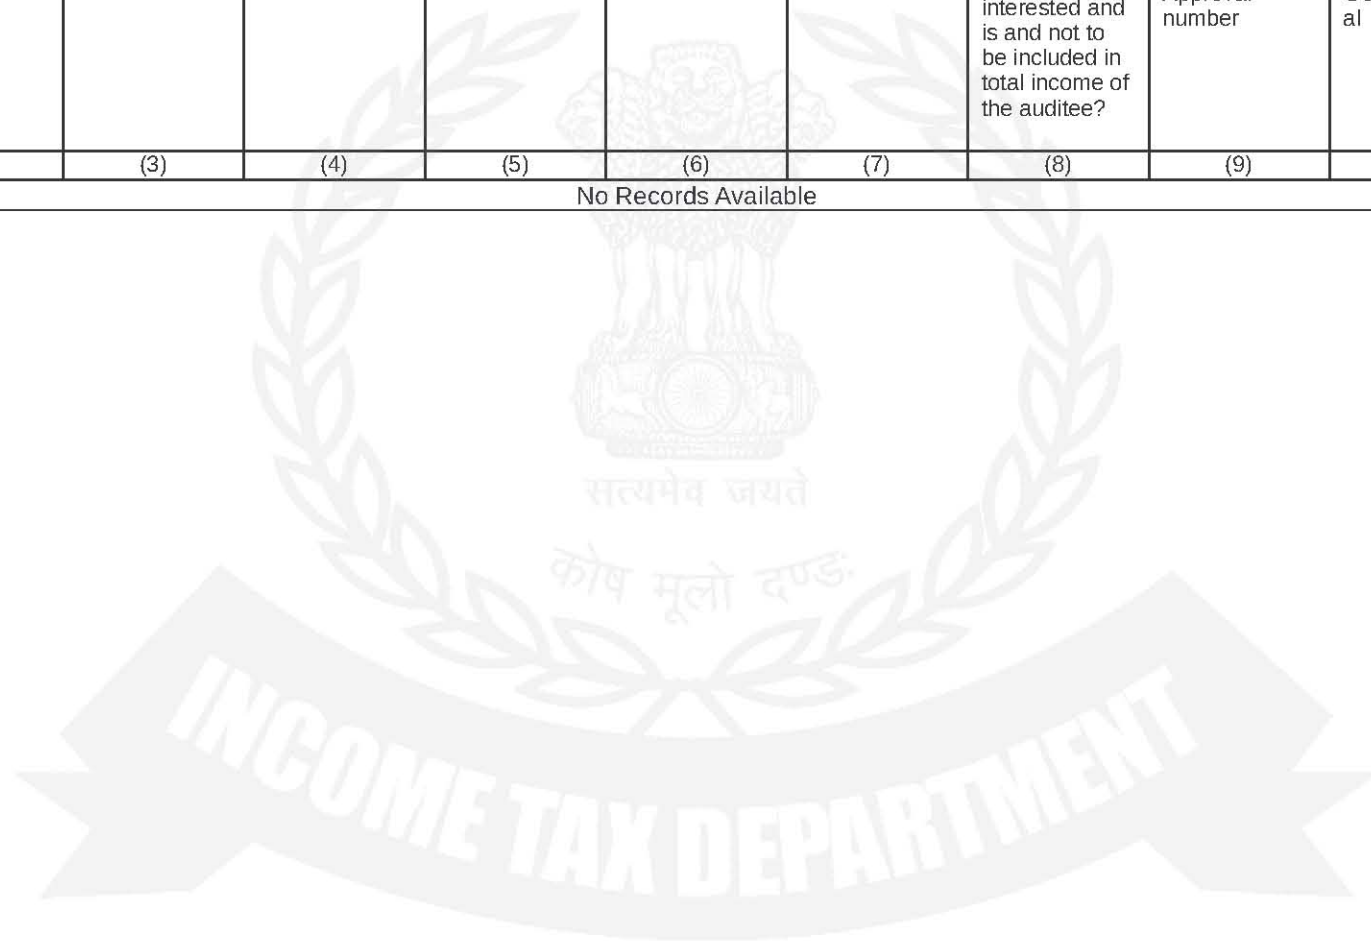 interested and
is and not to
be included in
total income of
the auditee?
number
al
(3) (4) (5) (6) (7) (8) (9)
No Records Available
सत्यमेव जयते
कोष मूलो दण्डः
INCOME TAX DEPARTMENT